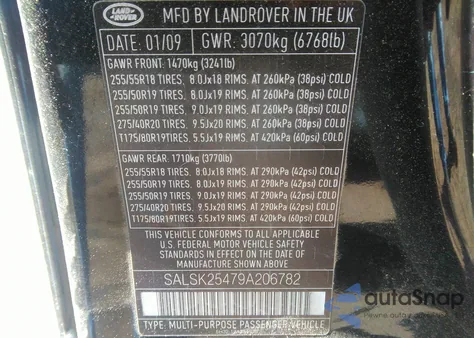 LAND-
ROVER
MFD BY LANDROVER IN THE UK
DATE: 01/09 GWR: 3070kg (6768lb)
GAWR FRONT: 1470kg (3241lb)
255/55R18 TIRES, 8.0Jx18 RIMS, AT 260kPa (38psi) COLD
255/50R19 TIRES, 8.0Jx19 RIMS, AT 260kPa (38psi) COLD
255/50R19 TIRES, 9.0Jx19 RIMS, AT 260kPa (38psi) COLD
275/40R20 TIRES, 9.5Jx20 RIMS, AT 260kPa (38psi) COLD
T175/80R19TIRES, 5.5Jx19 RIMS, AT 420kPa (60psi) COLD
GAWR REAR: 1710kg (3770lb)
255/55R18 TIRES, 8.0Jx18 RIMS, AT 290kPa (42psi) COLD
255/50R19 TIRES, 8.0Jx19 RIMS, AT 290kPa (42psi) COLD
255/50R19 TIRES, 9.0Jx19 RIMS, AT 290kPa (42psi) COLD
275/40R20 TIRES, 9.5Jx20 RIMS, AT 290kPa (42psi) COLD
T175/80R19TIRES, 5.5Jx19 RIMS, AT 420kPa (60psi) COLD
THIS VEHICLE CONFORMS TO ALL APPLICABLE
U.S. FEDERAL MOTOR VEHICLE SAFETY AND THEFT
PREVENTION STANDARDS IN EFFECT ON THE DATE OF
MANUFACTURE SHOWN ABOVE.
SALSK25479A206782
autoSnap
TYPE: MULTI-PURPOSE PASSENGER VEHICLE